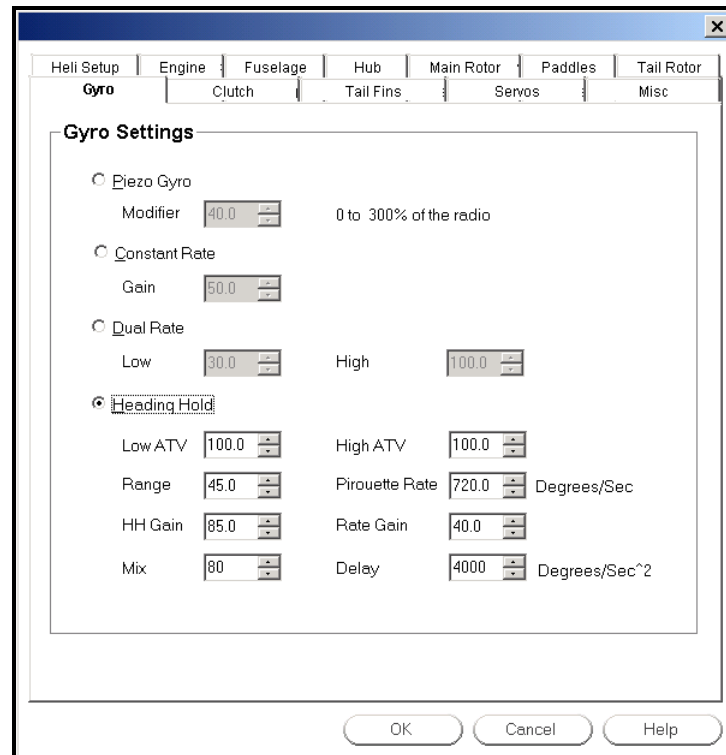 Heli Setup Engine Fuselage Hub Main Rotor Paddles Tail Rotor
Gyro Clutch Tail Fins Servos Misc
Gyro Settings
Piezo Gyro
Modifier 40.0 0 to 300% of the radio
Constant Rate
Gain 50.0
Dual Rate
Low 30.0 High 100.0
Heading Hold
Low ATV 100.0 High ATV 100.0
Range 45.0 Pirouette Rate 720.0 Degrees/Sec
HH Gain 85.0 Rate Gain 40.0
Mix 80 Delay 4000 Degrees/Sec^2
OK Cancel Help